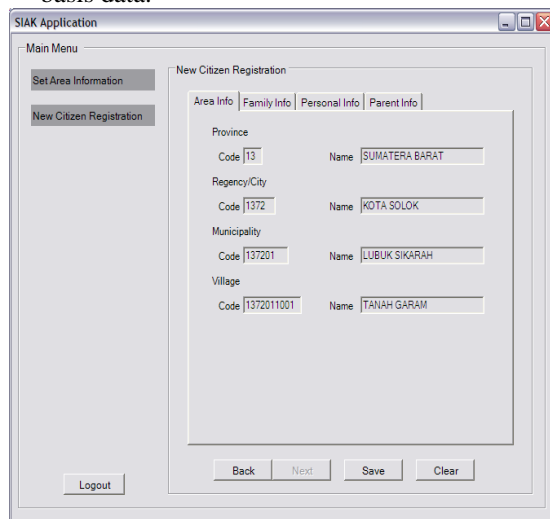 basis data.
SIAK Application
Main Menu
Set Area Information
New Citizen Registration
New Citizen Registration
Area Info Family Info Personal Info Parent Info
Province
Code 13 Name SUMATERA BARAT
Regency/City
Code 1372 Name KOTA SOLOK
Municipality
Code 137201 Name LUBUK SIKARAH
Village
Code 1372011001 Name TANAH GARAM
Back Next Save Clear
Logout